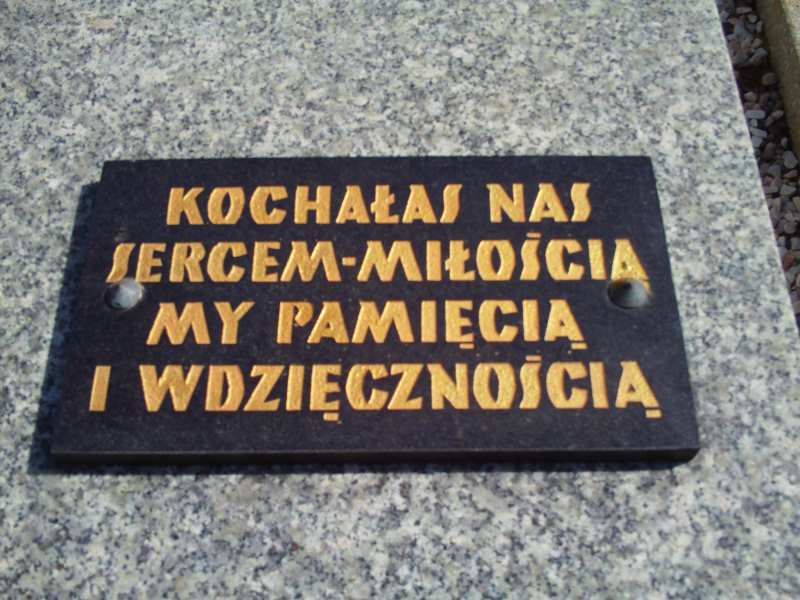 KOCHAŁAS NAS
SERCEM-MIŁOŚCIĄ
MY PAMIĘCIĄ
I WDZIĘCZNOŚCIĄ